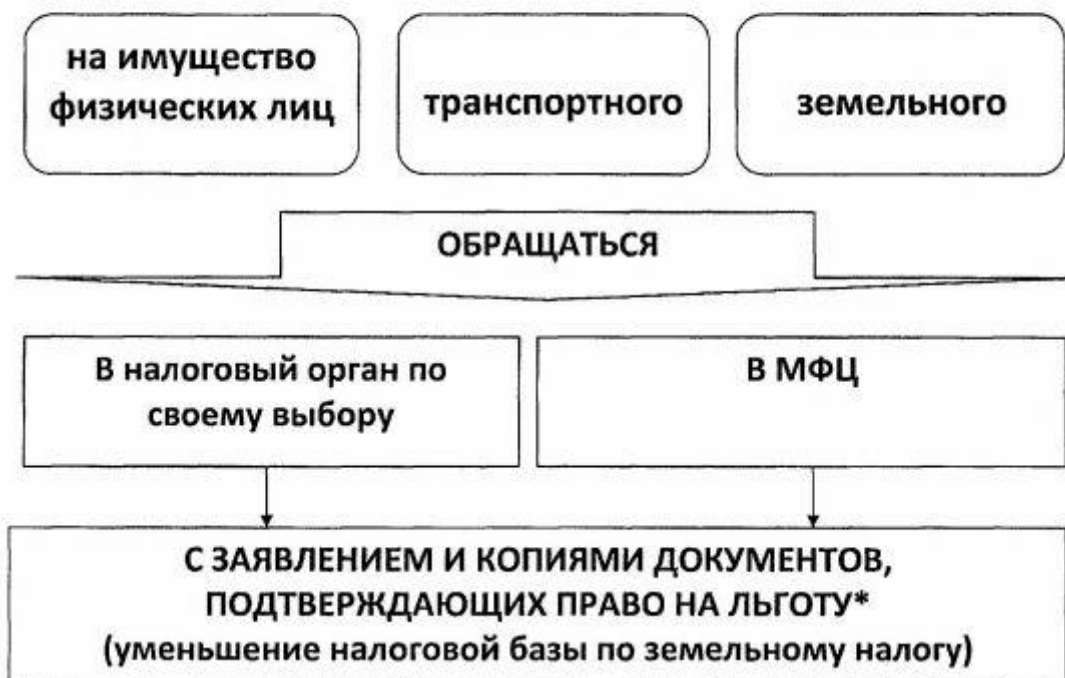 на имущество
физических лиц
транспортного
земельного
ОБРАЩАТЬСЯ
В налоговый орган по
своему выбору
В МФЦ
С ЗАЯВЛЕНИЕМ И КОПИЯМИ ДОКУМЕНТОВ,
ПОДТВЕРЖДАЮЩИХ ПРАВО НА ЛЬГОТУ*
(уменьшение налоговой базы по земельному налогу)